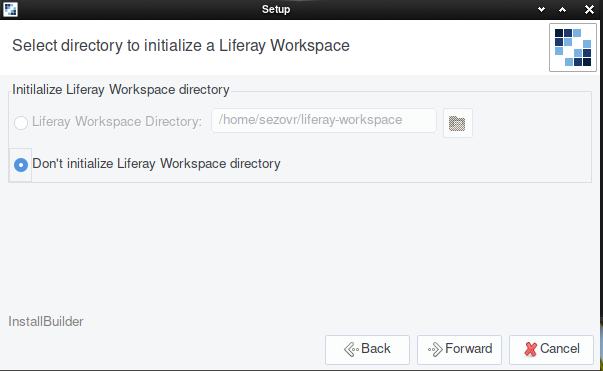 Setup
Select directory to initialize a Liferay Workspace
Initilalize Liferay Workspace directory
Liferay Workspace Directory: /home/sezovr/liferay-workspace
Don't initialize Liferay Workspace directory
InstallBuilder
Back Forward Cancel